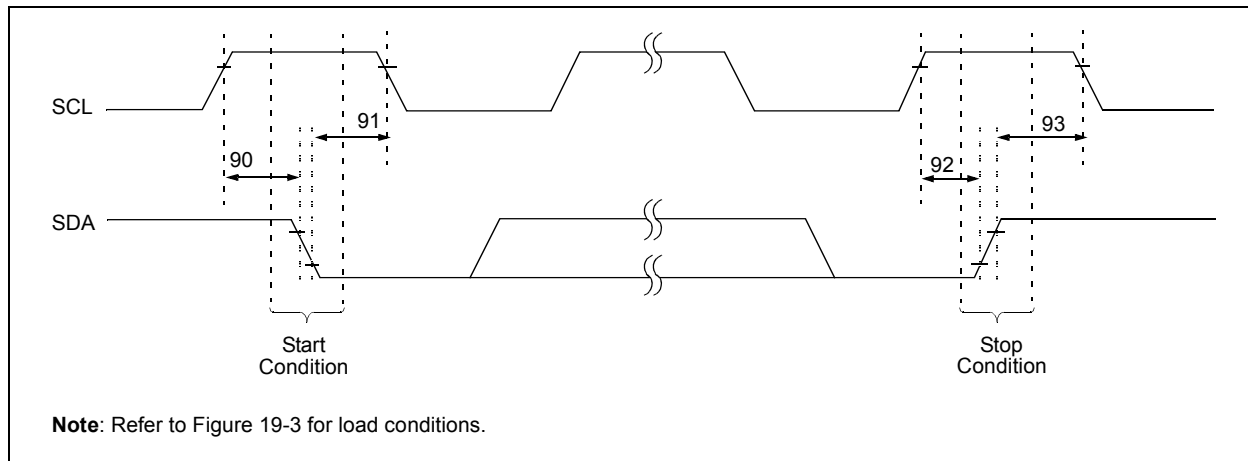 SCL
91
93
90
92
SDA
Start
Condition
Stop
Condition
Note: Refer to Figure 19-3 for load conditions.